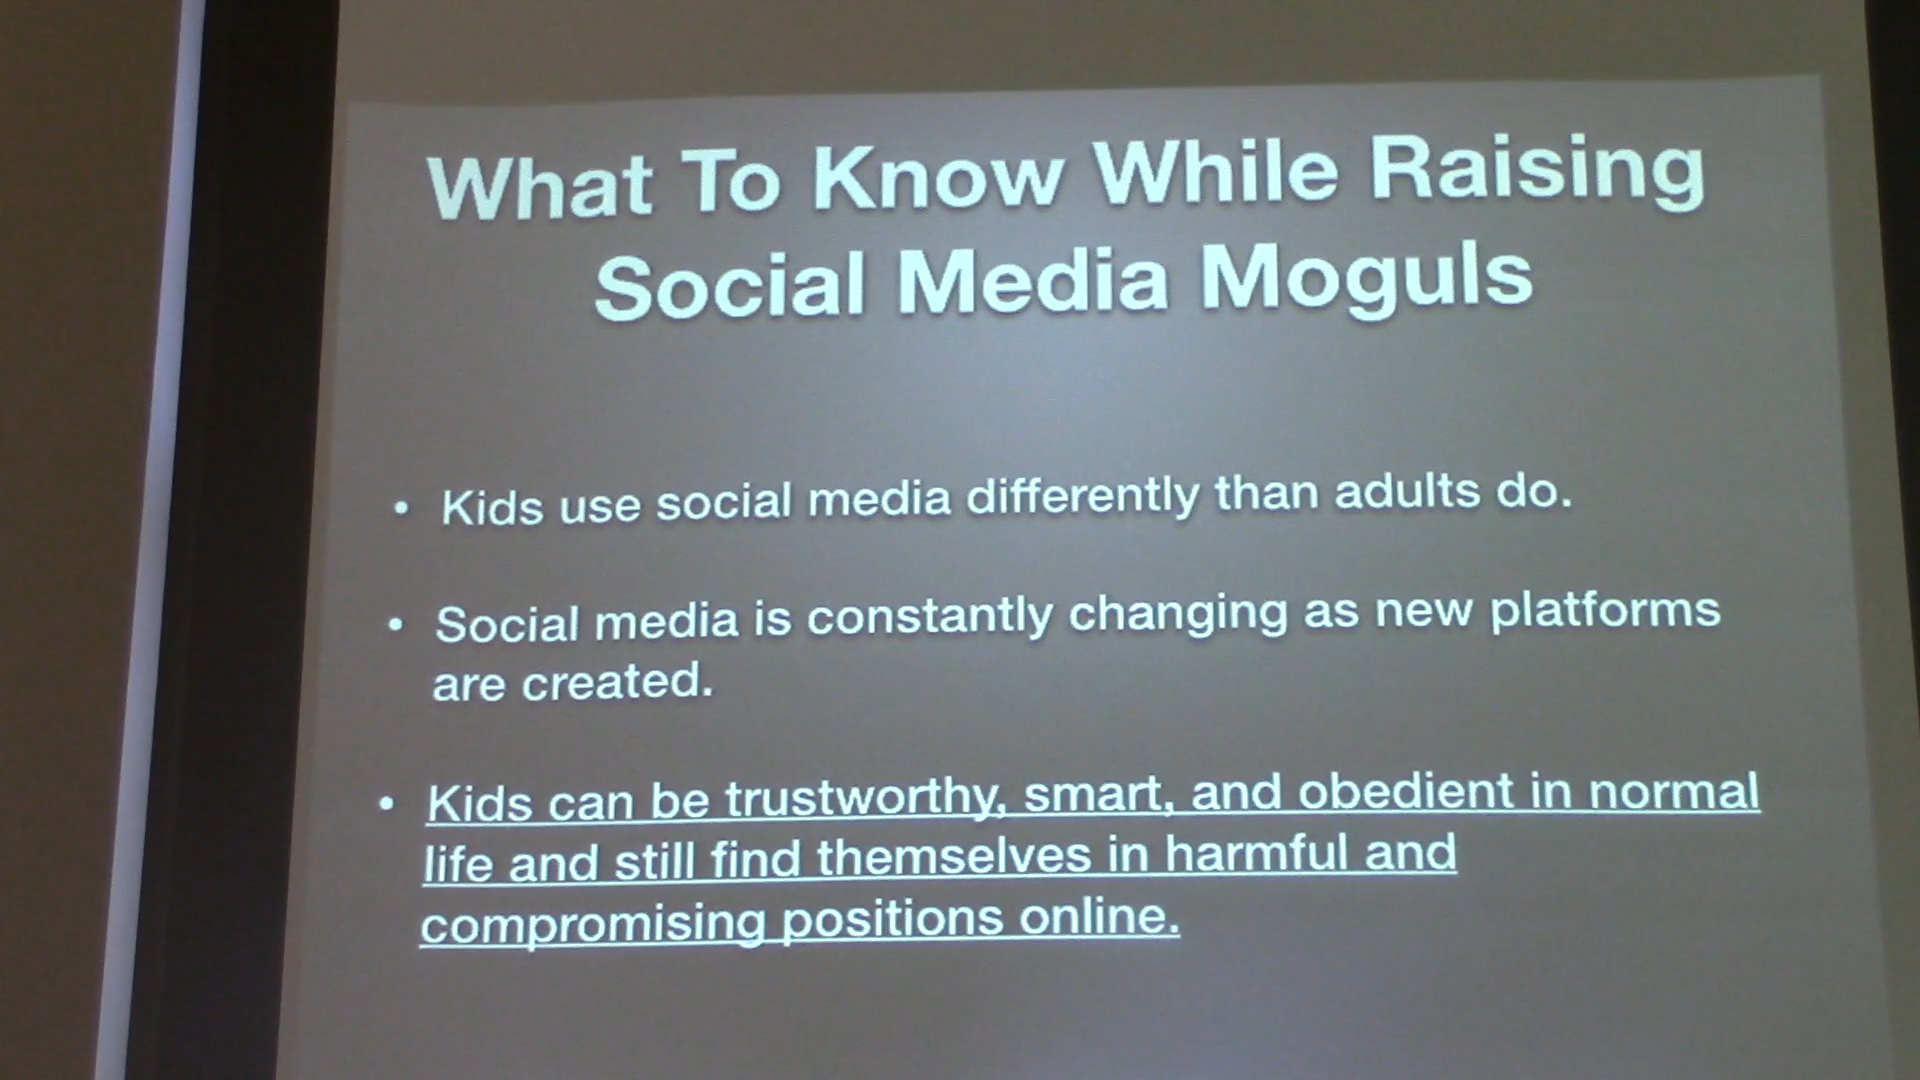 What To Know While Raising
Social Media Moguls
• Kids use social media differently than adults do.
• Social media is constantly changing as new platforms
are created.
• Kids can be trustworthy, smart, and obedient in normal
life and still find themselves in harmful and
compromising positions online.